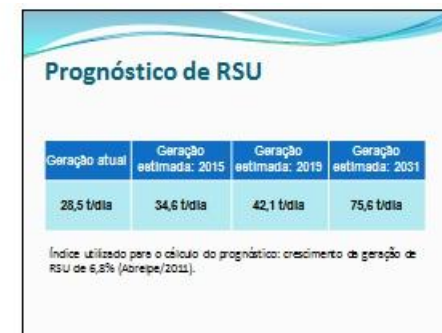 Prognóstico de RSU
Geração atual
Geração estimada: 2015
Geração estimada: 2019
Geração estimada: 2031
28,5 t/dia
34,6 t/dia
42,1 t/dia
75,6 t/dia
Índice utilizado para o cálculo do prognóstico: crescimento da geração de
RSU de 6,8% (Abrelpe/2011).